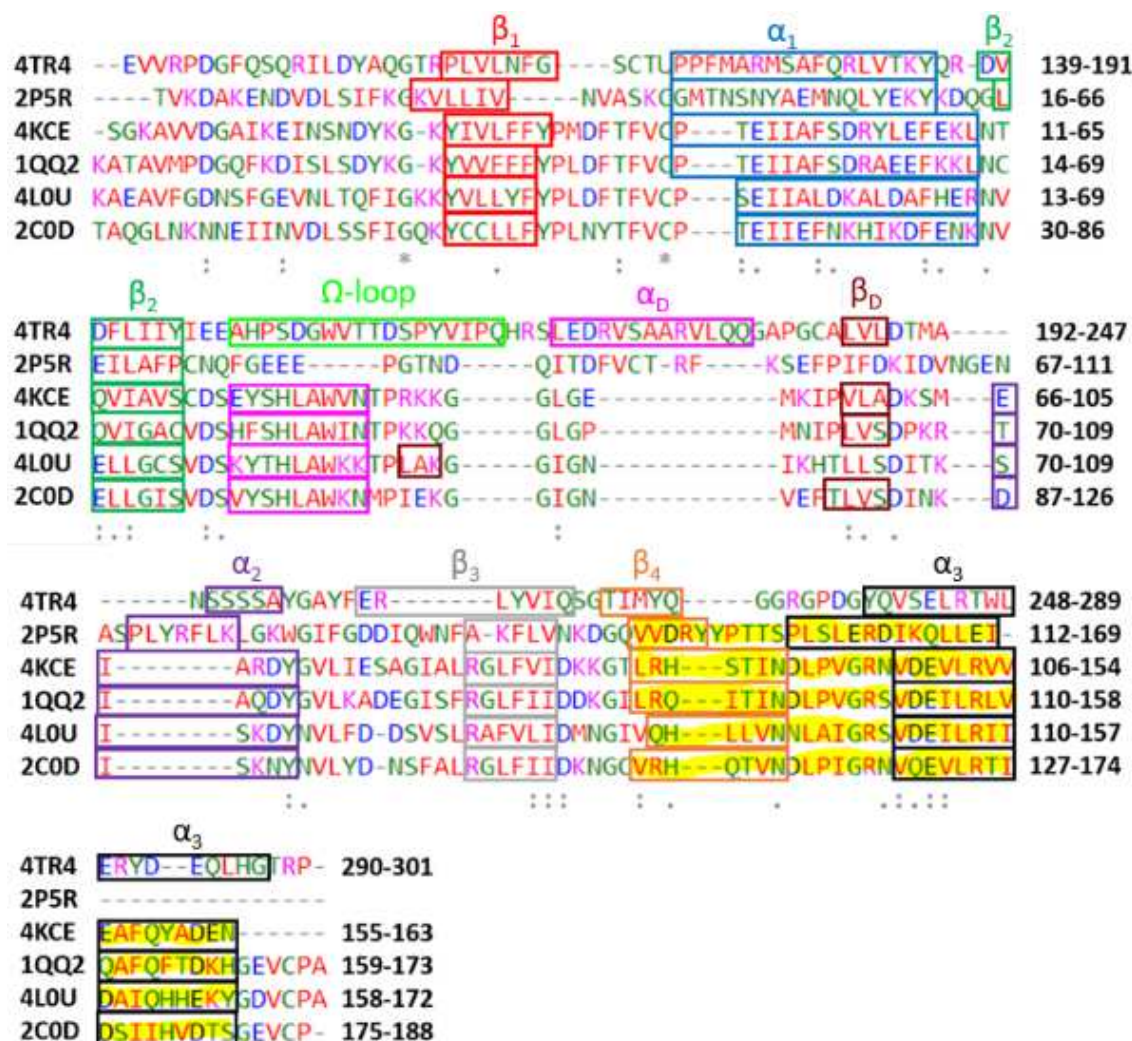 β1 α1 β2
4TR4 --EVVRPDGFQSQRILDYAQGTRPLVLNFG----SCTUPPFMARMSAFQRLVTKYQR-DV 139-191
2P5R ----TVKDAKENDVDLSIFKGKVLLIV-----NVASKCGMTNSNYAEMNQLYEKYKDQGL 16-66
4KCE -SGKAVVDGAIKEINSNDYKG-KYIVLFFYPMDFTFVCP----TEIIAFSDRYLEFEKLNT 11-65
1QQ2 KATAVMPDGQFKDISLSDYKG-KYVVFFFYPLDFTFVCP----TEIIAFSDRAEEFKKLNC 14-69
4L0U KAEAVFGDNSFGEVNLTQFIGKKYVLLYFYPLDFTFVCP----SEIIALDKALDAFHERNV 13-69
2C0D TAQGLNKNNEIINVDLSSFIGQKYCCLLFYPLNYTFVCP----TEIIEFNKHIKDFENKNV 30-86
: : * . : * :. :. :. .
β2 Ω-loop αD βD
4TR4 DFLIIYIEEAHPSDGWVTTDSPYVIPQHRSLEDRVSAARVLQQGAPGCALVLDTMA---- 192-247
2P5R EILAFPCNQFGEEE----PGTND-----QITDFVCT-RF---KSEFPIFDKIDVNGEN 67-111
4KCE QVIAVSCDSEYSHLAWVNTPRKKG----GLGE--------MKIPVLADKSM---E 66-105
1QQ2 QVIGACVDSHFSHLAWINTPKKQG----GLGP--------MNIPLVSDPKR---T 70-109
4L0U ELLGCSVDSKYTHLAWKKTPLAKG----GIGN--------IKHTLLSDITK---S 70-109
2C0D ELLGISVDSVYSHLAWKNMPIEKG----GIGN--------VEFTLVSDINK---D 87-126
::.: :. : :. .
α2 β3 β4 α3
4TR4 ------NSSSSAYGAYFER------LYVIQSGTIMYQ-----GGRGPDGYQVSELRTWL 248-289
2P5R ASPLYRFLKLGKWGIFGDDIQWNFA-KFLVNKDGQVVDRYYPTTSPLSLERDIKQLLEI- 112-169
4KCE I--------ARDYGVLIESAGIALRGLFVIDKKGTLRH---STINDLPVGRNVDEVLRVV 106-154
1QQ2 I--------AQDYGVLKADEGISFRGLFIIDDKGILRQ---ITINDLPVGRSVDEILRLV 110-158
4L0U I--------SKDYNVLFD-DSVSLRAFVLIDMNGIVQH---LLVNNLAIGRSVDEILRII 110-157
2C0D I--------SKNYNVLYD-NSFALRGLFIIDKNGCVRH---QTVNDLPIGRNVQEVLRTI 127-174
:. ::: : . . :.:.::
α3
4TR4 ERYD--EQLHGTRP- 290-301
2P5R ---------------
4KCE EAFQYADEN------ 155-163
1QQ2 QAFQFTDKHGEVCPA 159-173
4L0U DAIQHHEKYGDVCPA 158-172
2C0D DSIIHVDTSGEVCP- 175-188